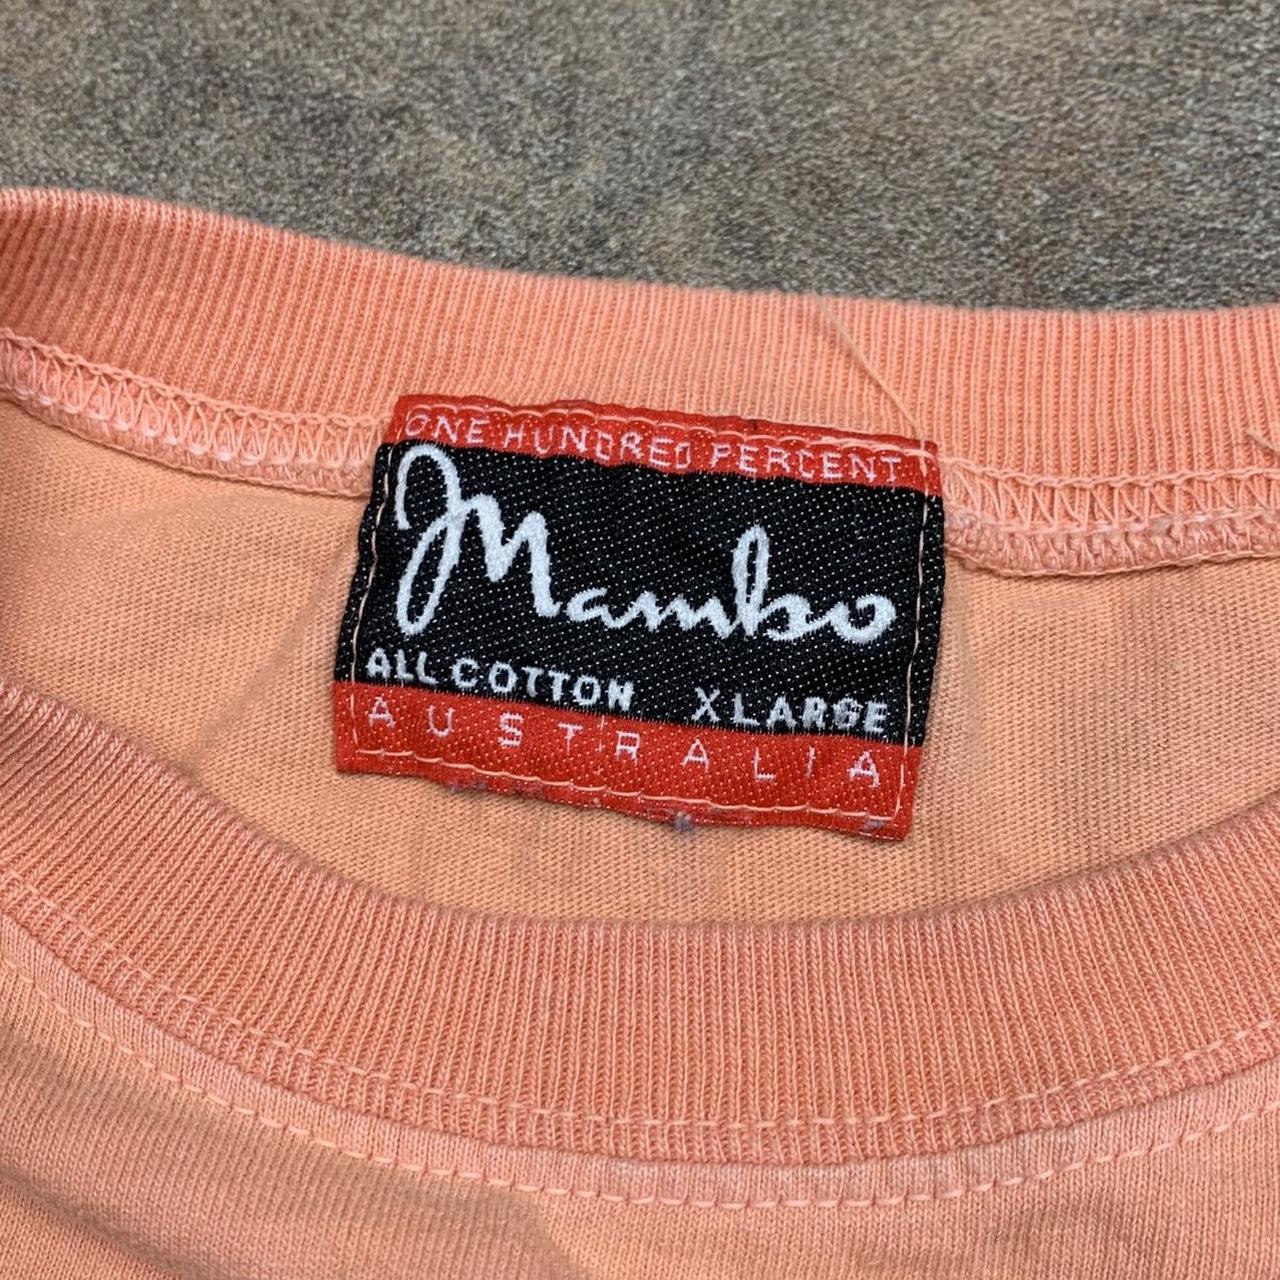 ONE HUNDRED PERCENT
Mambo
ALL COTTON XLARGE
AUSTRALIA